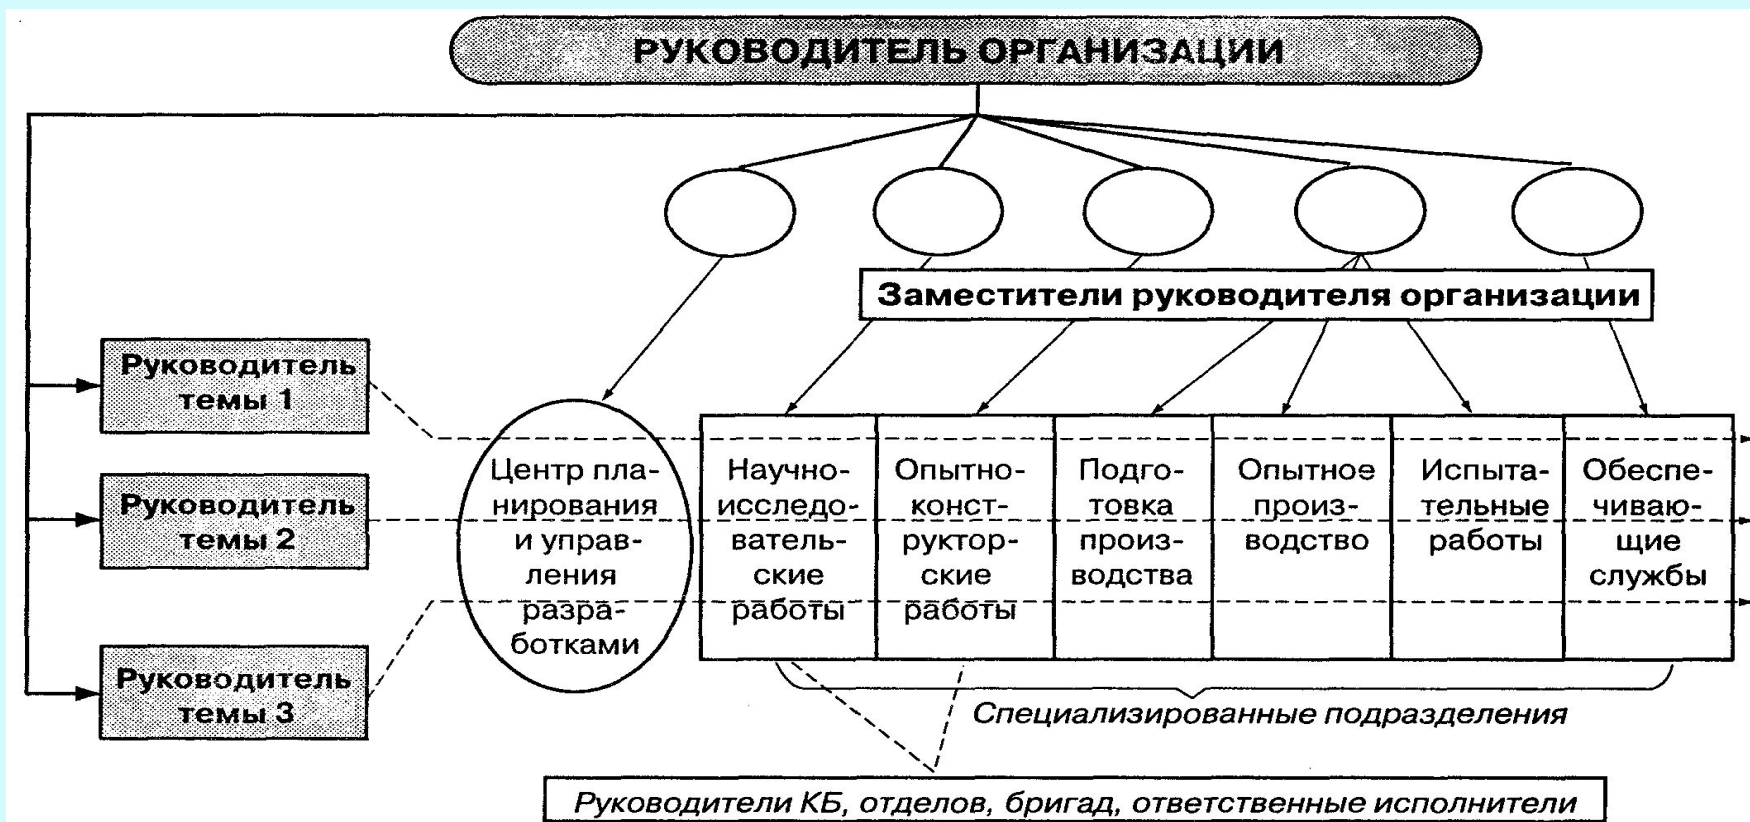 РУКОВОДИТЕЛЬ ОРГАНИЗАЦИИ
Заместители руководителя организации
Руководитель
темы 1
Руководитель
темы 2
Руководитель
темы 3
Центр пла-
нирования
и управ-
ления
разра-
ботками
Научно-
исследо-
ватель-
ские
работы
Опытно-
конст-
руктор-
ские
работы
Подго-
товка
произ-
водства
Опытное
произ-
водство
Испыта-
тельные
работы
Обеспе-
чиваю-
щие
службы
Специализированные подразделения
Руководители КБ, отделов, бригад, ответственные исполнители